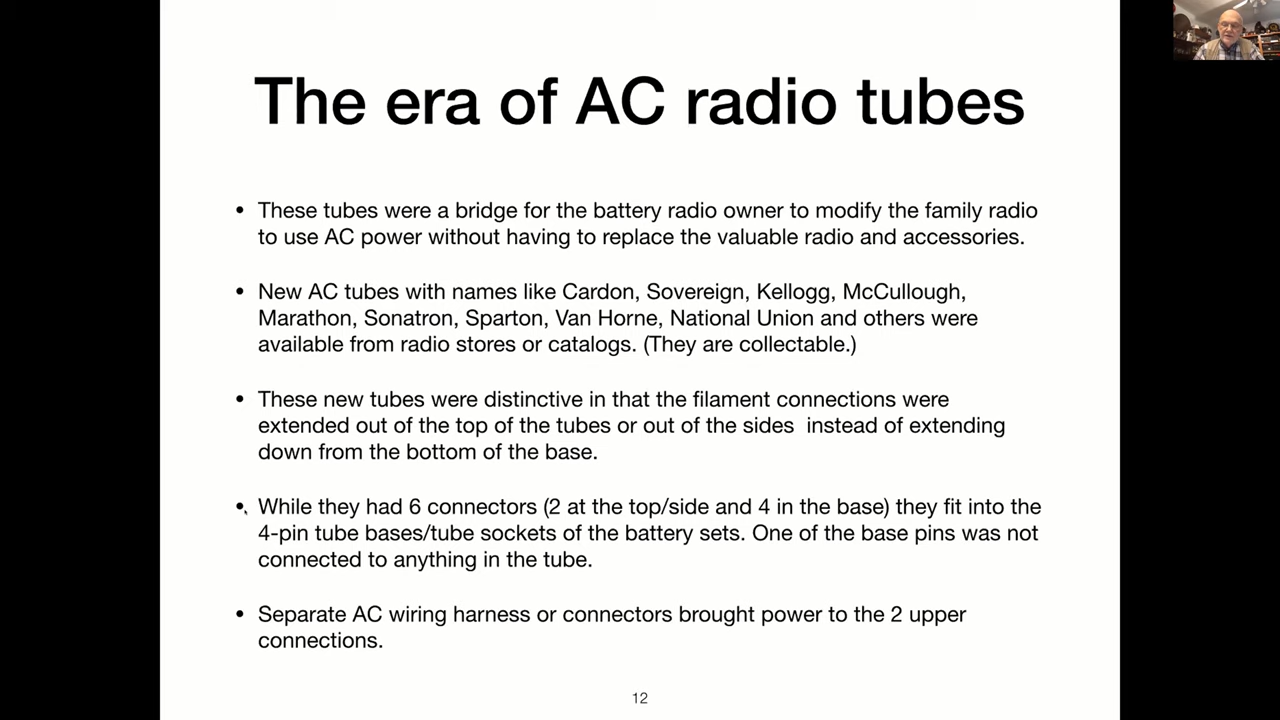 The era of AC radio tubes
• These tubes were a bridge for the battery radio owner to modify the family radio
to use AC power without having to replace the valuable radio and accessories.
• New AC tubes with names like Cardon, Sovereign, Kellogg, McCullough,
Marathon, Sonatron, Sparton, Van Horne, National Union and others were
available from radio stores or catalogs. (They are collectable.)
• These new tubes were distinctive in that the filament connections were
extended out of the top of the tubes or out of the sides  instead of extending
down from the bottom of the base.
• While they had 6 connectors (2 at the top/side and 4 in the base) they fit into the
4-pin tube bases/tube sockets of the battery sets. One of the base pins was not
connected to anything in the tube.
• Separate AC wiring harness or connectors brought power to the 2 upper
connections.
12